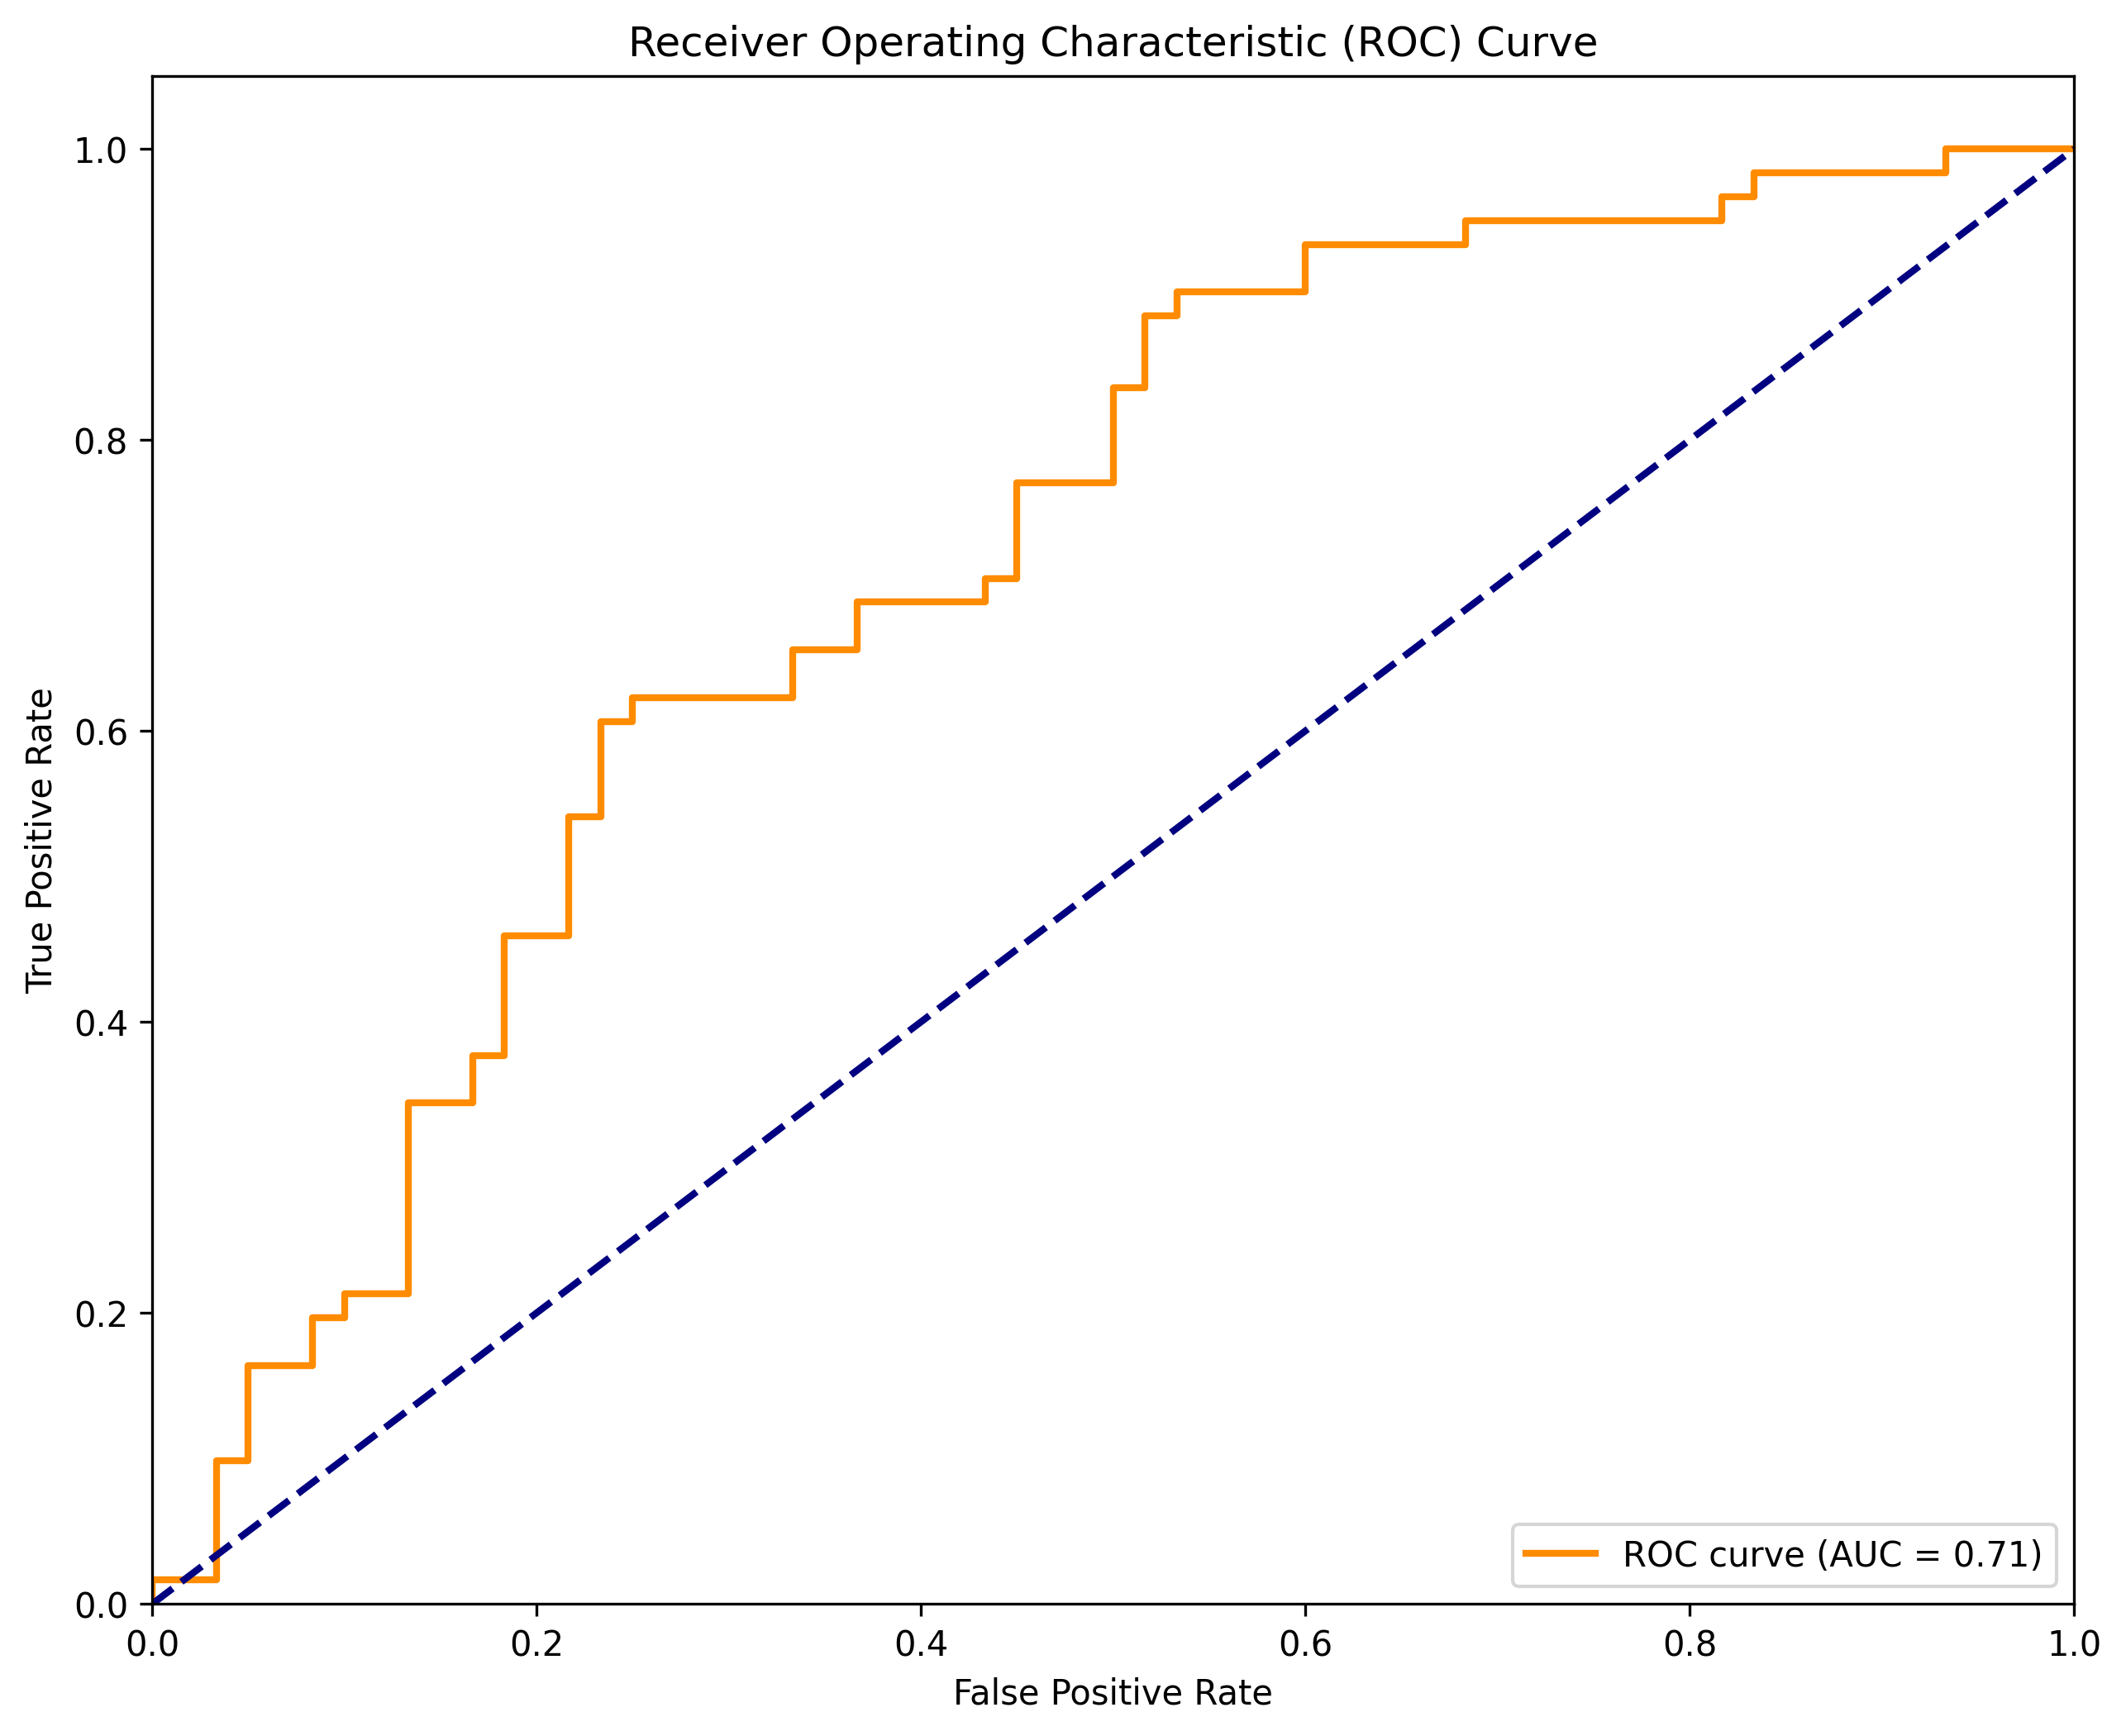 Receiver Operating Characteristic (ROC) Curve
1.0
0.8
0.6
0.4
0.2
0.0
True Positive Rate
ROC curve (AUC = 0.71)
0.0 0.2 0.4 0.6 0.8 1.0
False Positive Rate